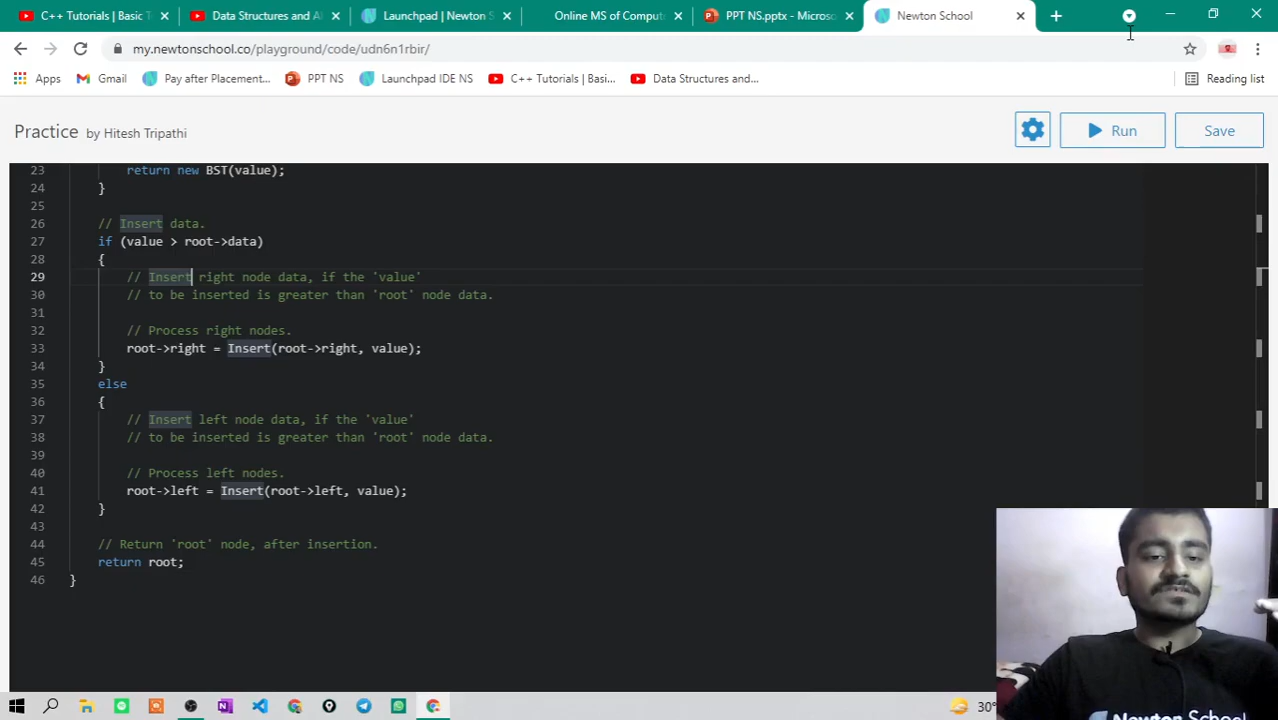 C++ Tutorials | Basic T
Data Structures and Al
Launchpad | Newton S
Online MS of Comput
PPT NS.pptx - Microso
Newton School
my.newtonschool.co/playground/code/udn6n1rbir/
Apps
Gmail
Pay after Placement...
PPT NS
Launchpad IDE NS
C++ Tutorials | Basi...
Data Structures and...
Reading list
Practice by Hitesh Tripathi
Run
Save
23 return new BST(value);
24 }
25
26 // Insert data.
27 if (value > root->data)
28 {
29 // Insert right node data, if the 'value'
30 // to be inserted is greater than 'root' node data.
31
32 // Process right nodes.
33 root->right = Insert(root->right, value);
34 }
35 else
36 {
37 // Insert left node data, if the 'value'
38 // to be inserted is greater than 'root' node data.
39
40 // Process left nodes.
41 root->left = Insert(root->left, value);
42 }
43
44 // Return 'root' node, after insertion.
45 return root;
46 }
30°
Newton School